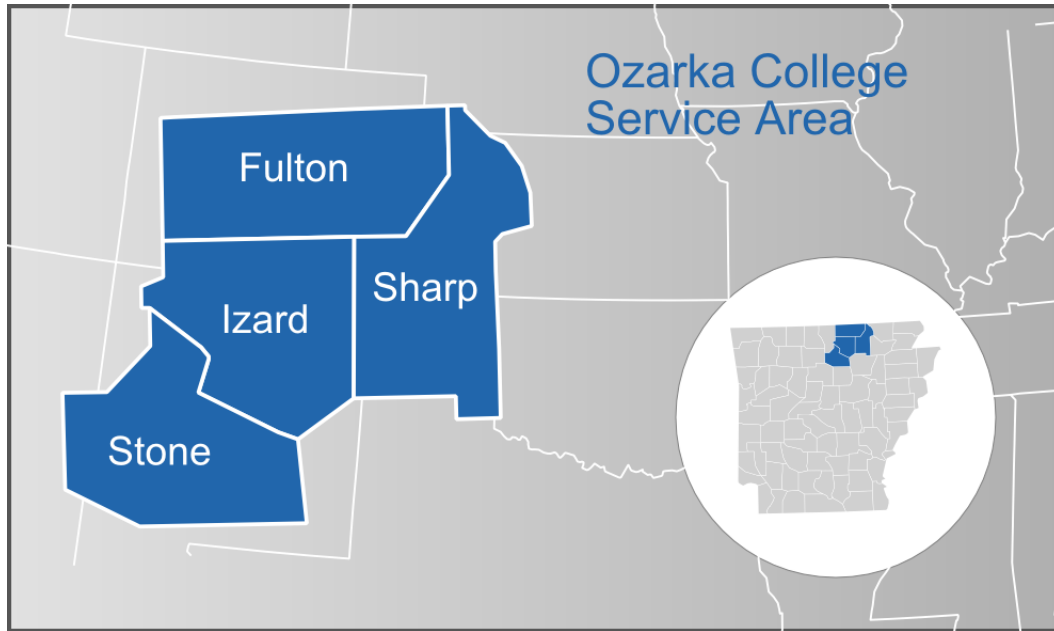 Ozarka College
Service Area
Fulton
Sharp
Izard
Stone